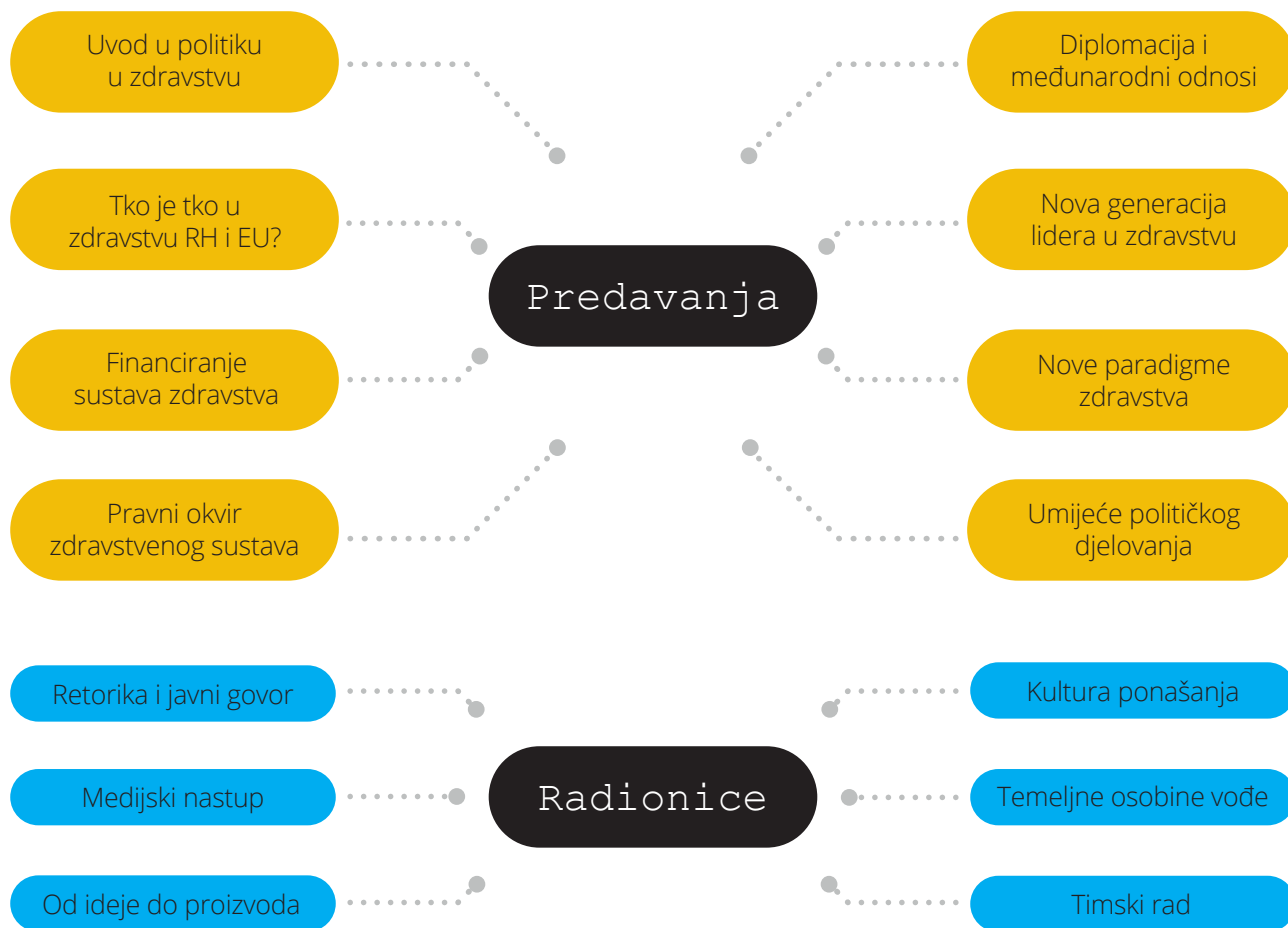 Uvod u politiku
u zdravstvu
Diplomacija i
međunarodni odnosi
Tko je tko u
zdravstvu RH i EU?
Nova generacija
lidera u zdravstvu
Predavanja
Financiranje
sustava zdravstva
Nove paradigme
zdravstva
Pravni okvir
zdravstvenog sustava
Umijeće političkog
djelovanja
Retorika i javni govor
Kultura ponašanja
Medijski nastup
Radionice
Temeljne osobine vođe
Od ideje do proizvoda
Timski rad